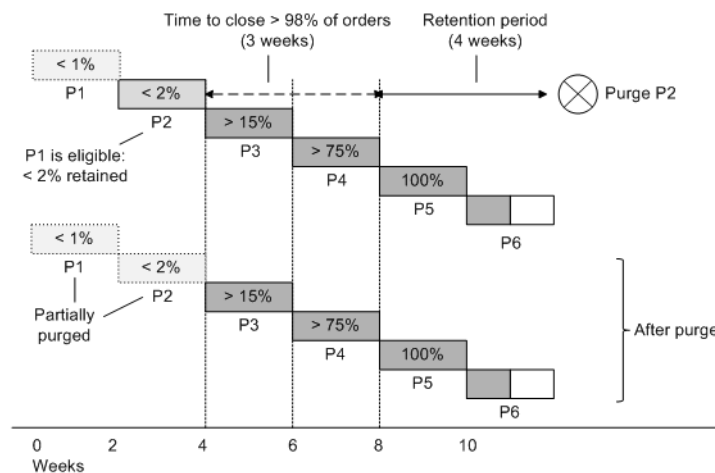 Time to close > 98% of orders
(3 weeks)
Retention period
(4 weeks)
< 1%
P1
< 2%
P2
Purge P2
> 15%
P3
P1 is eligible:
< 2% retained
> 75%
P4
100%
P5
P6
< 1%
P1
< 2%
P2
Partially
purged
> 15%
P3
> 75%
P4
After purge
100%
P5
P6
0 2 4 6 8 10
Weeks